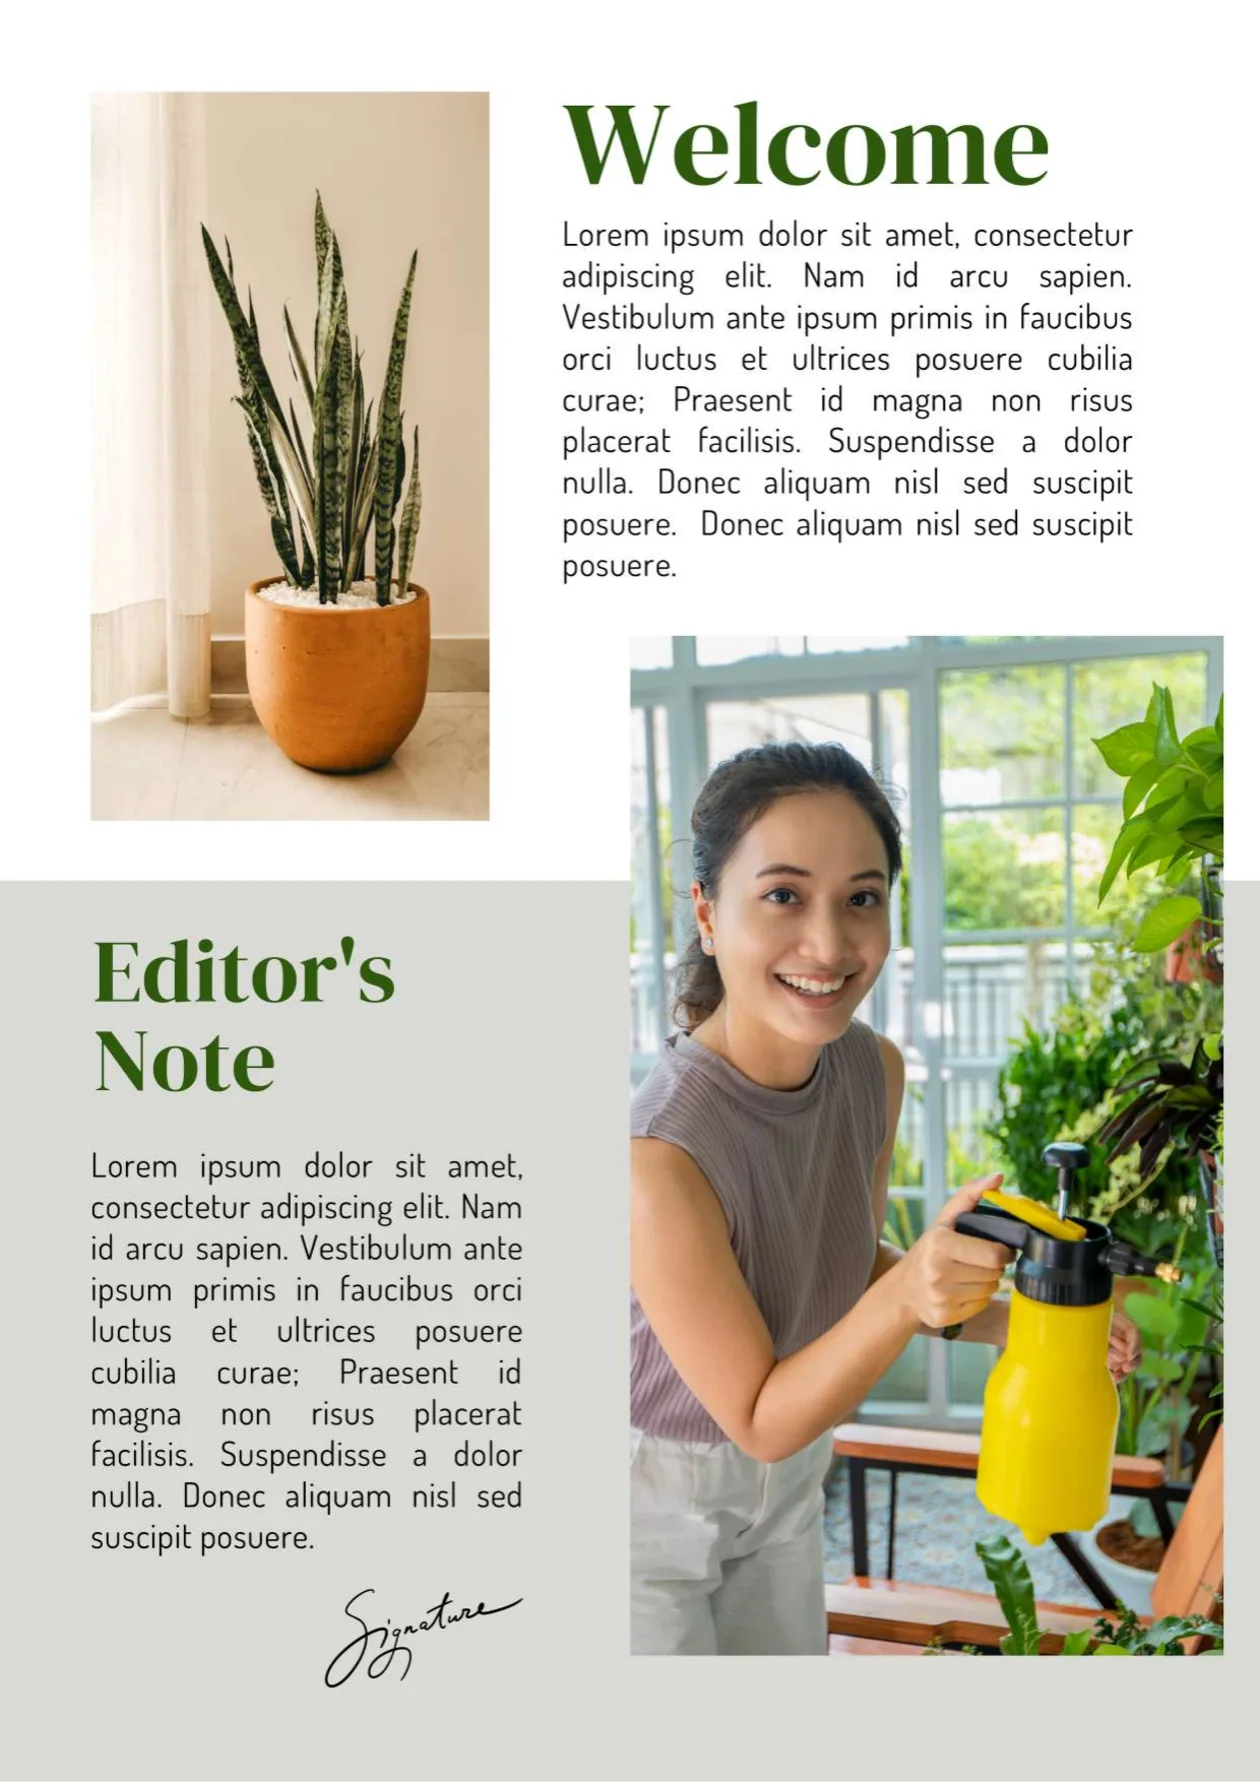 Welcome
Lorem ipsum dolor sit amet, consectetur
adipiscing elit. Nam id arcu sapien.
Vestibulum ante ipsum primis in faucibus
orci luctus et ultrices posuere cubilia
curae; Praesent id magna non risus
placerat facilisis. Suspendisse a dolor
nulla. Donec aliquam nisl sed suscipit
posuere. Donec aliquam nisl sed suscipit
posuere.
Editor's
Note
Lorem ipsum dolor sit amet,
consectetur adipiscing elit. Nam
id arcu sapien. Vestibulum ante
ipsum primis in faucibus orci
luctus et ultrices posuere
cubilia curae; Praesent id
magna non risus placerat
facilisis. Suspendisse a dolor
nulla. Donec aliquam nisl sed
suscipit posuere.
Signature